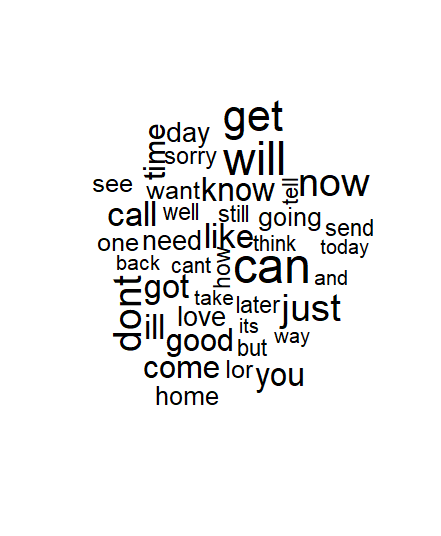 get
day
time
sorry
will
see
want
know
tell
now
call
well
still
going
send
one
need
like
think
today
back
cant
how
can
and
dont
got
take
later
just
ill
love
its
good
but
way
come
lor
you
home